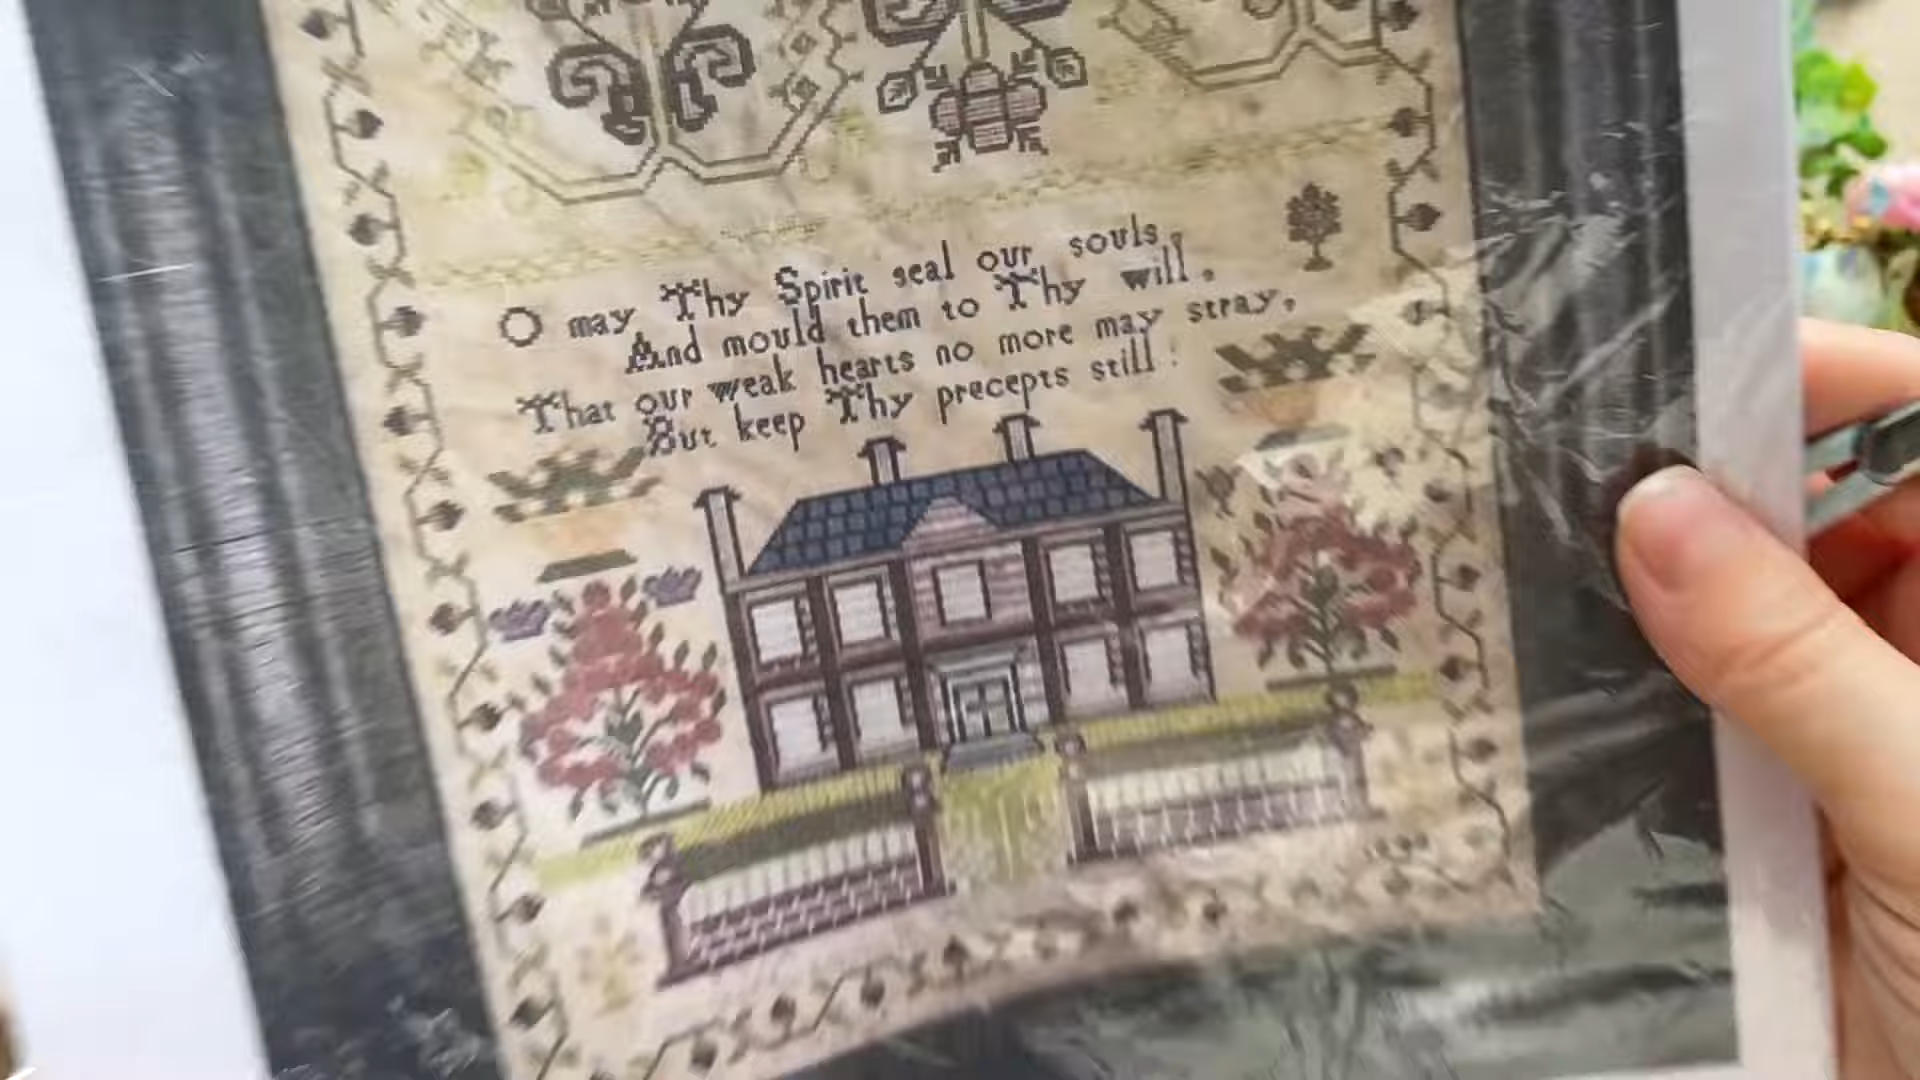 O may Thy Spirit seal our souls,
And mould them to Thy will,
That our weak hearts no more may stray,
But keep Thy precepts still: